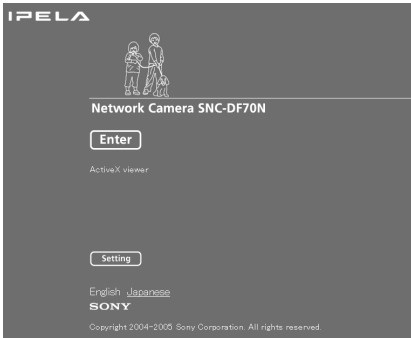 IPELA
Network Camera SNC-DF70N
Enter
ActiveX viewer
Setting
English Japanese
SONY
Copyright 2004-2005 Sony Corporation. All rights reserved.